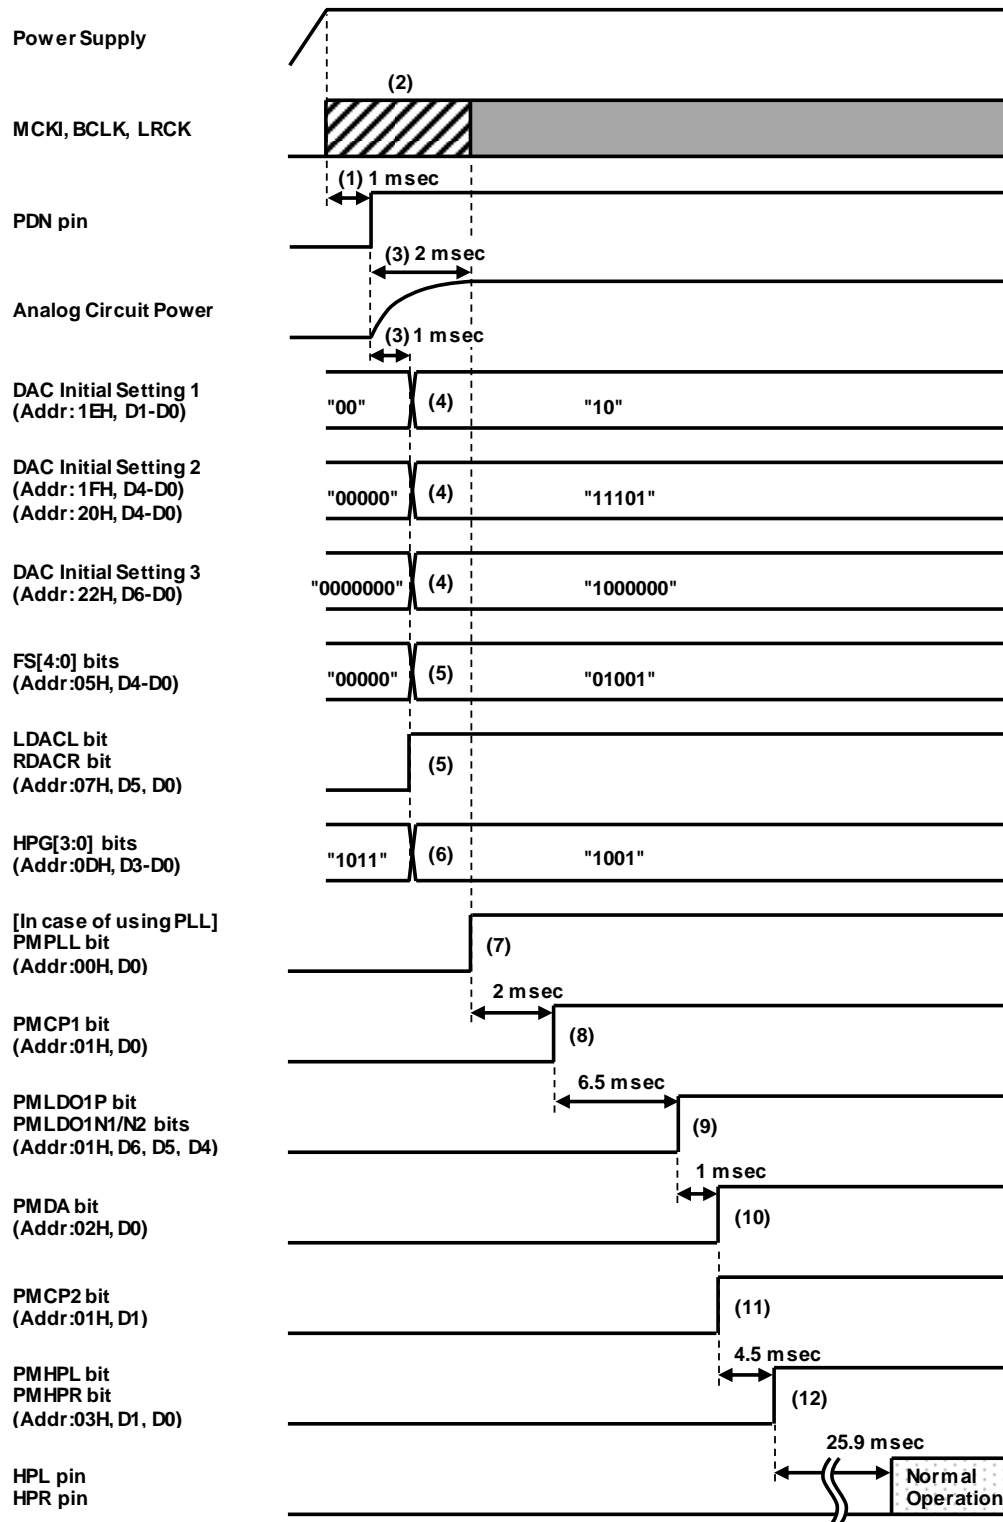 Power Supply
(2)
MCKI, BCLK, LRCK
(1) 1 msec
PDN pin
(3) 2 msec
Analog Circuit Power
(3) 1 msec
DAC Initial Setting 1
(Addr: 1EH, D1-D0)
"00" (4) "10"
DAC Initial Setting 2
(Addr: 1FH, D4-D0)
(Addr: 20H, D4-D0)
"00000" (4) "11101"
DAC Initial Setting 3
(Addr: 22H, D6-D0)
"0000000" (4) "1000000"
FS[4:0] bits
(Addr:05H, D4-D0)
"00000" (5) "01001"
LDACL bit
RDACR bit
(Addr:07H, D5, D0)
(5)
HPG[3:0] bits
(Addr:0DH, D3-D0)
"1011" (6) "1001"
[In case of using PLL]
PMPLL bit
(Addr:00H, D0)
(7)
2 msec
PMCP1 bit
(Addr:01H, D0)
(8)
6.5 msec
PMLDO1P bit
PMLDO1N1/N2 bits
(Addr:01H, D6, D5, D4)
(9)
1 msec
PMDA bit
(Addr:02H, D0)
(10)
PMCP2 bit
(Addr:01H, D1)
(11)
4.5 msec
PMHPL bit
PMHPR bit
(Addr:03H, D1, D0)
(12)
25.9 msec
HPL pin
HPR pin
Normal
Operation